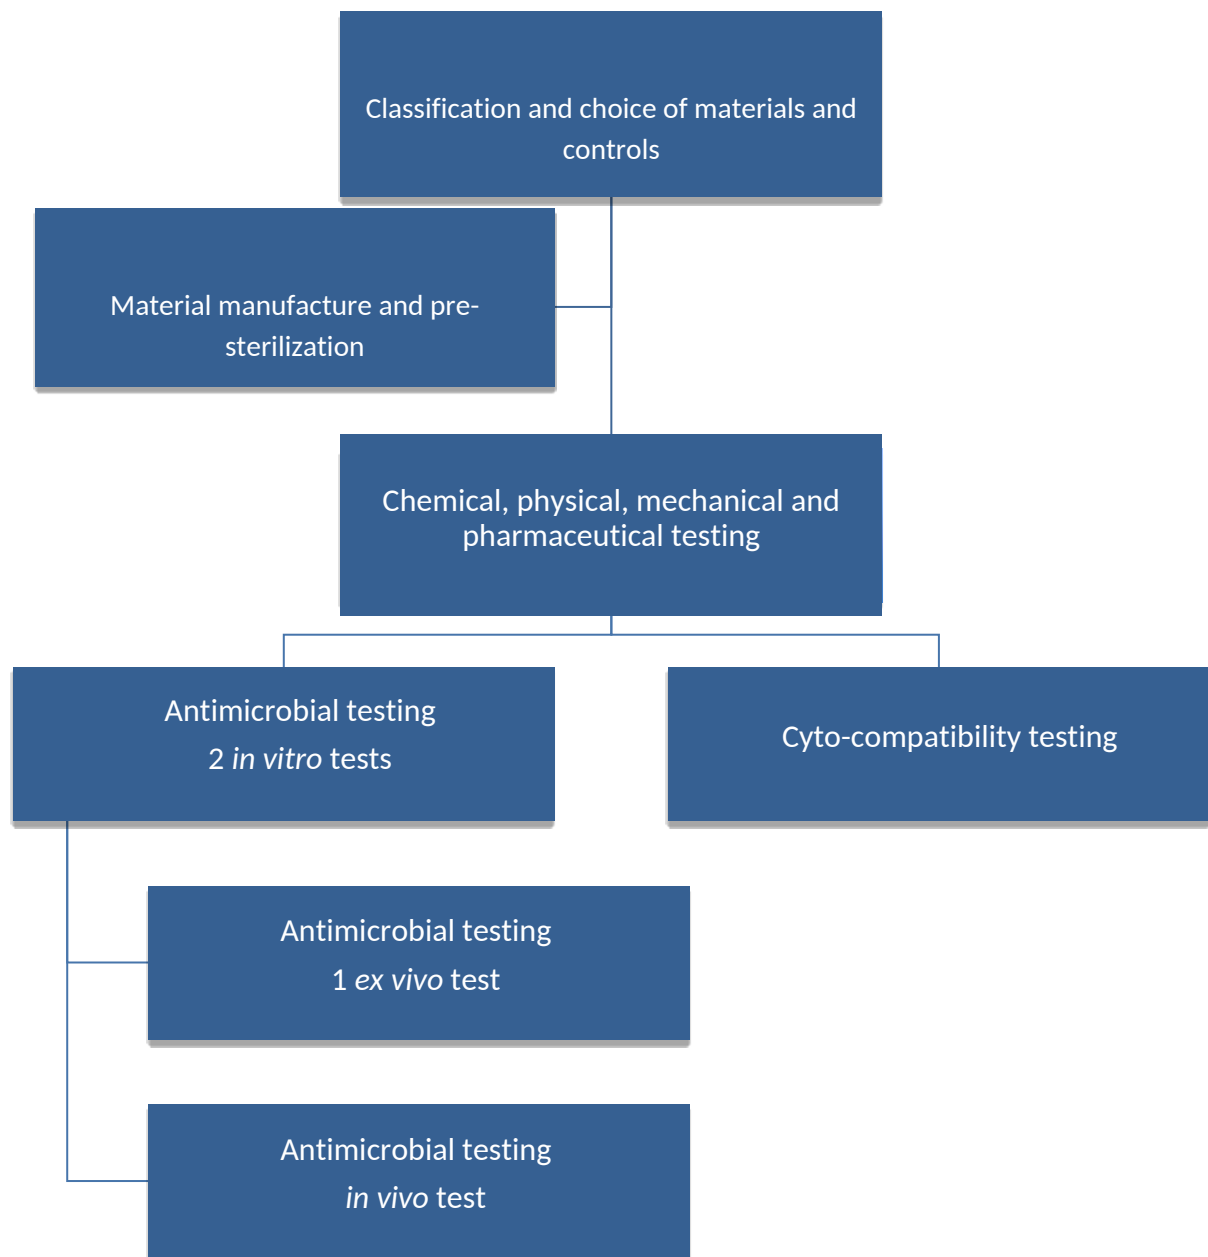 Classification and choice of materials and
controls
Material manufacture and pre-
sterilization
Chemical, physical, mechanical and
pharmaceutical testing
Antimicrobial testing
2 in vitro tests
Cyto-compatibility testing
Antimicrobial testing
1 ex vivo test
Antimicrobial testing
in vivo test